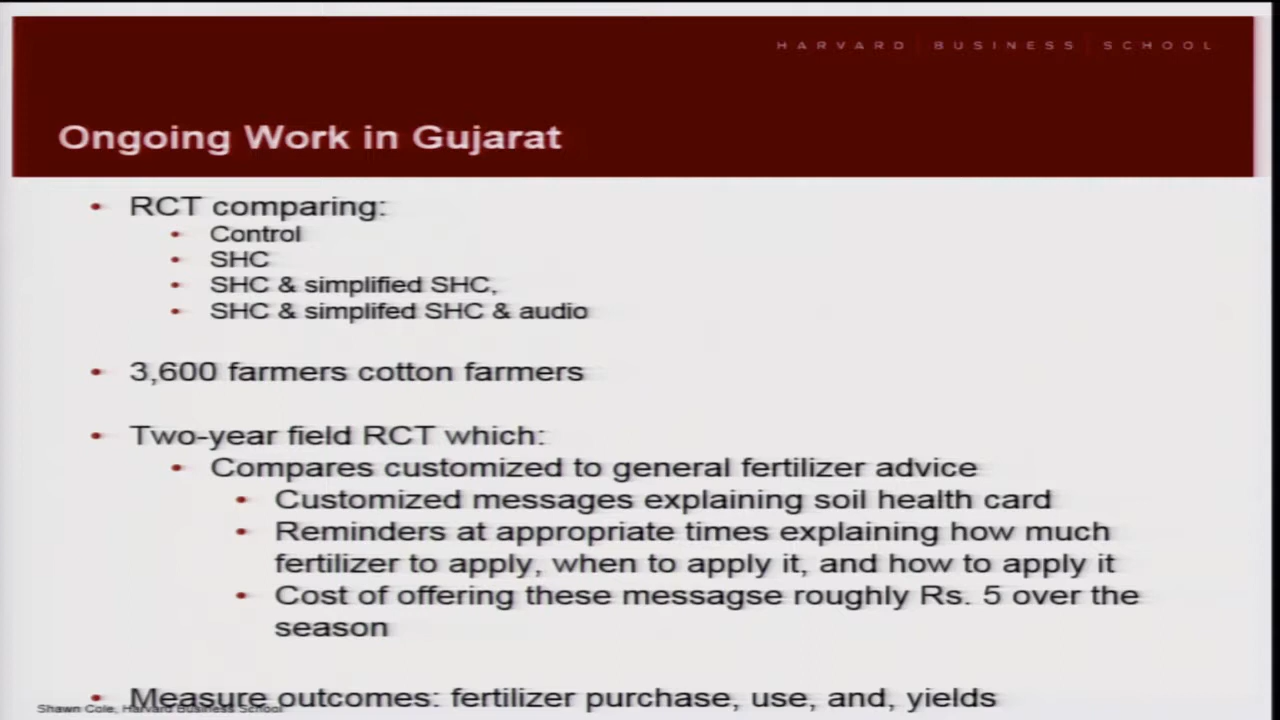 HARVARD BUSINESS SCHOOL
Ongoing Work in Gujarat
• RCT comparing:
• Control
• SHC
• SHC & simplified SHC,
• SHC & simplifed SHC & audio
• 3,600 farmers cotton farmers
• Two-year field RCT which:
• Compares customized to general fertilizer advice
• Customized messages explaining soil health card
• Reminders at appropriate times explaining how much
fertilizer to apply, when to apply it, and how to apply it
• Cost of offering these messagse roughly Rs. 5 over the
season
• Measure outcomes: fertilizer purchase, use, and, yields
Shawn Cole, Harvard Business School